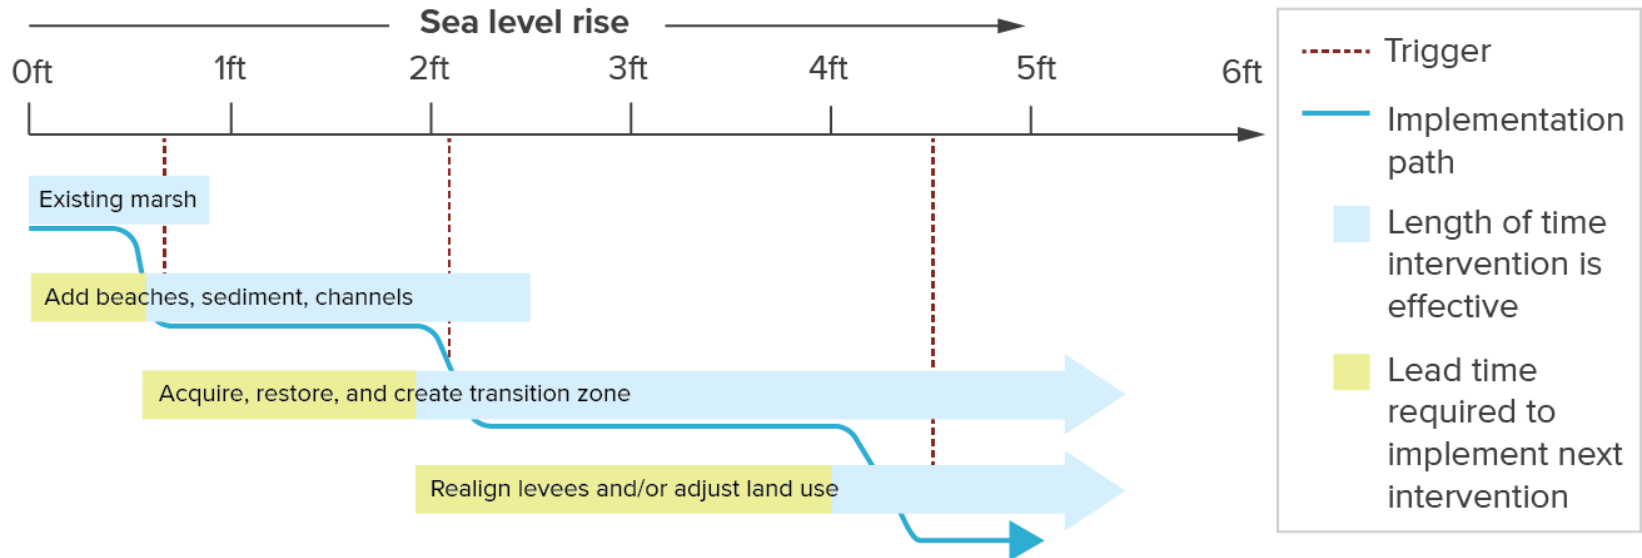 Sea level rise
0ft 1ft 2ft 3ft 4ft 5ft 6ft
Existing marsh
Add beaches, sediment, channels
Acquire, restore, and create transition zone
Realign levees and/or adjust land use
Trigger
Implementation
path
Length of time
intervention is
effective
Lead time
required to
implement next
intervention